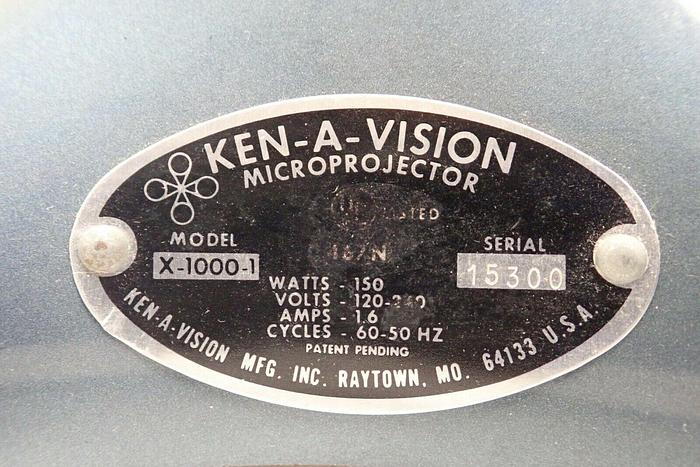 KEN-A-VISION
MICROPROJECTOR
LISTED
MODEL
X-1000-1
SERIAL
15300
WATTS - 150
VOLTS - 120-240
AMPS - 1.6
CYCLES - 60-50 HZ
PATENT PENDING
KEN-A-VISION MFG. INC. RAYTOWN, MO. 64133 U.S.A.